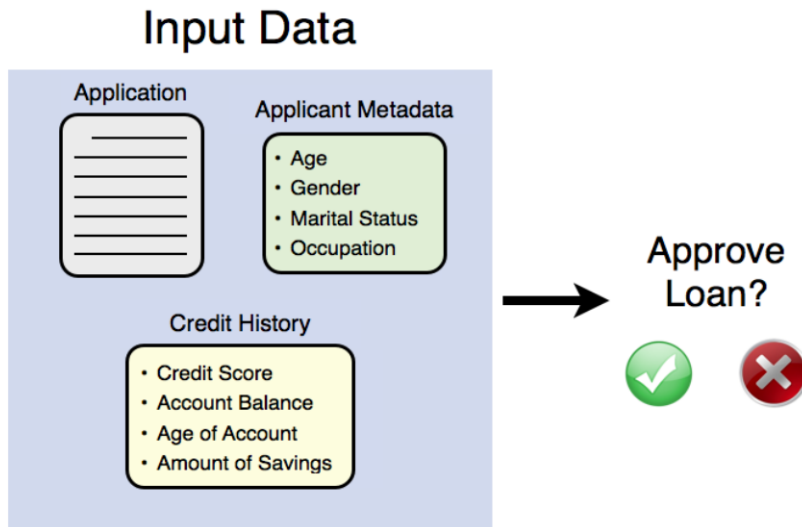 Input Data
Application
Applicant Metadata
• Age
• Gender
• Marital Status
• Occupation
Credit History
• Credit Score
• Account Balance
• Age of Account
• Amount of Savings
Approve
Loan?